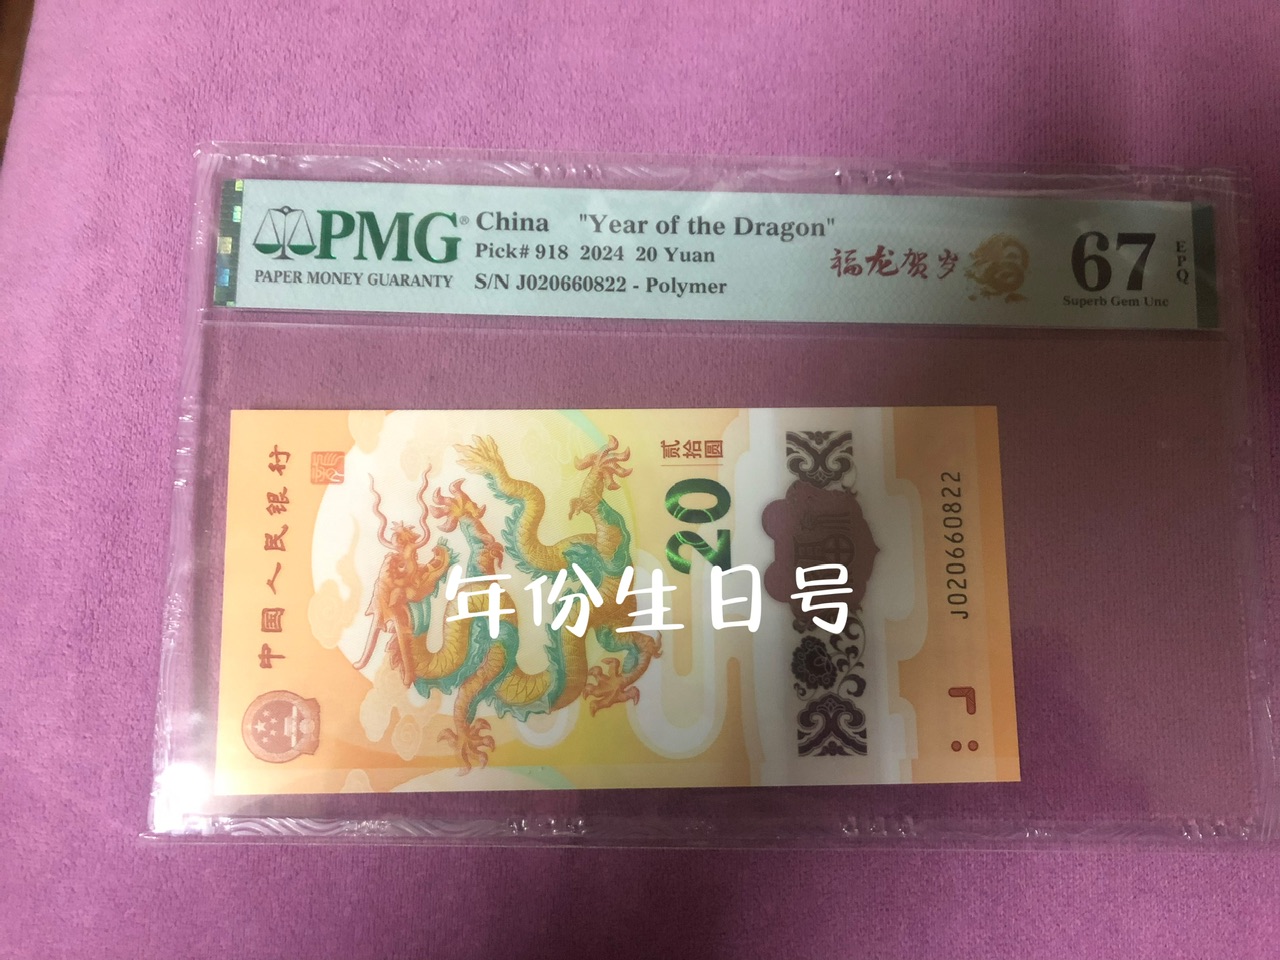 PMG®
PAPER MONEY GUARANTY
China "Year of the Dragon"
Pick# 918 2024 20 Yuan
S/N J020660822 - Polymer
福龙贺岁
67
EPQ
Superb Gem Unc
中国人民银行
贰拾圆
20
J020660822
年份生日号